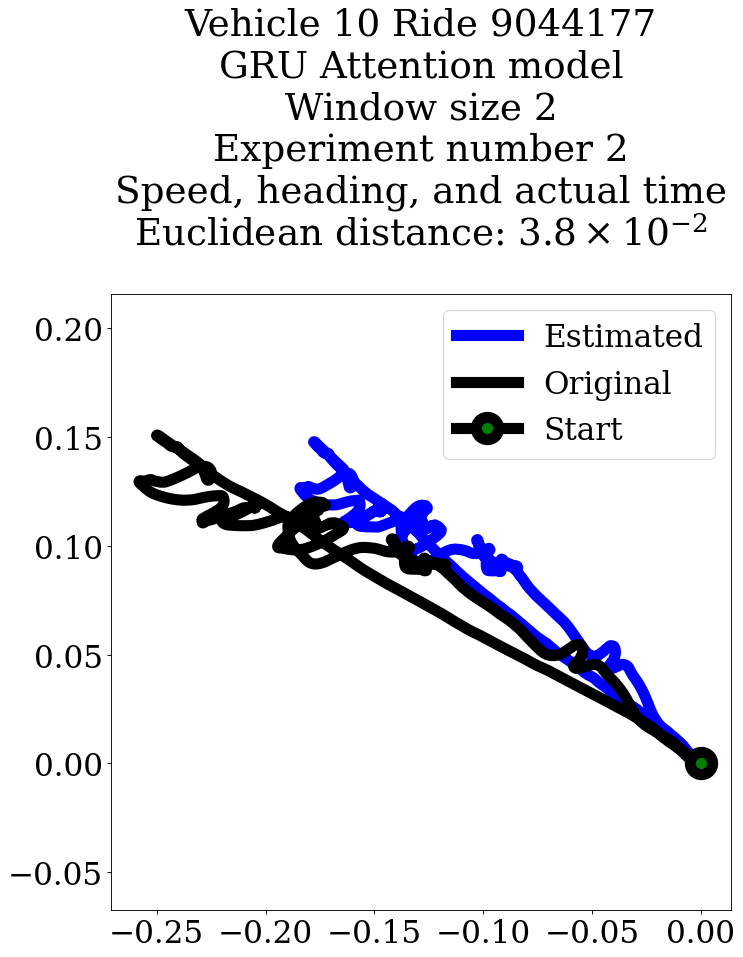 Vehicle 10 Ride 9044177
GRU Attention model
Window size 2
Experiment number 2
Speed, heading, and actual time
Euclidean distance: 3.8 × 10⁻²
Estimated
Original
Start
0.20
0.15
0.10
0.05
0.00
−0.05
−0.25 −0.20 −0.15 −0.10 −0.05 0.00